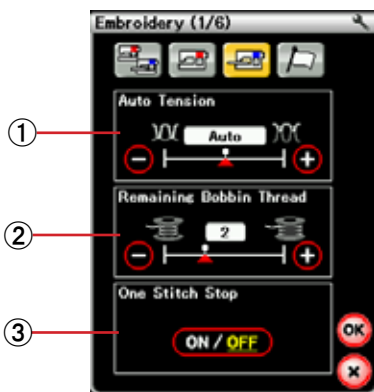 Embroidery (1/6)
Auto Tension
① Auto
− +
Remaining Bobbin Thread
② 2
− +
One Stitch Stop
③ ON / OFF
OK
×